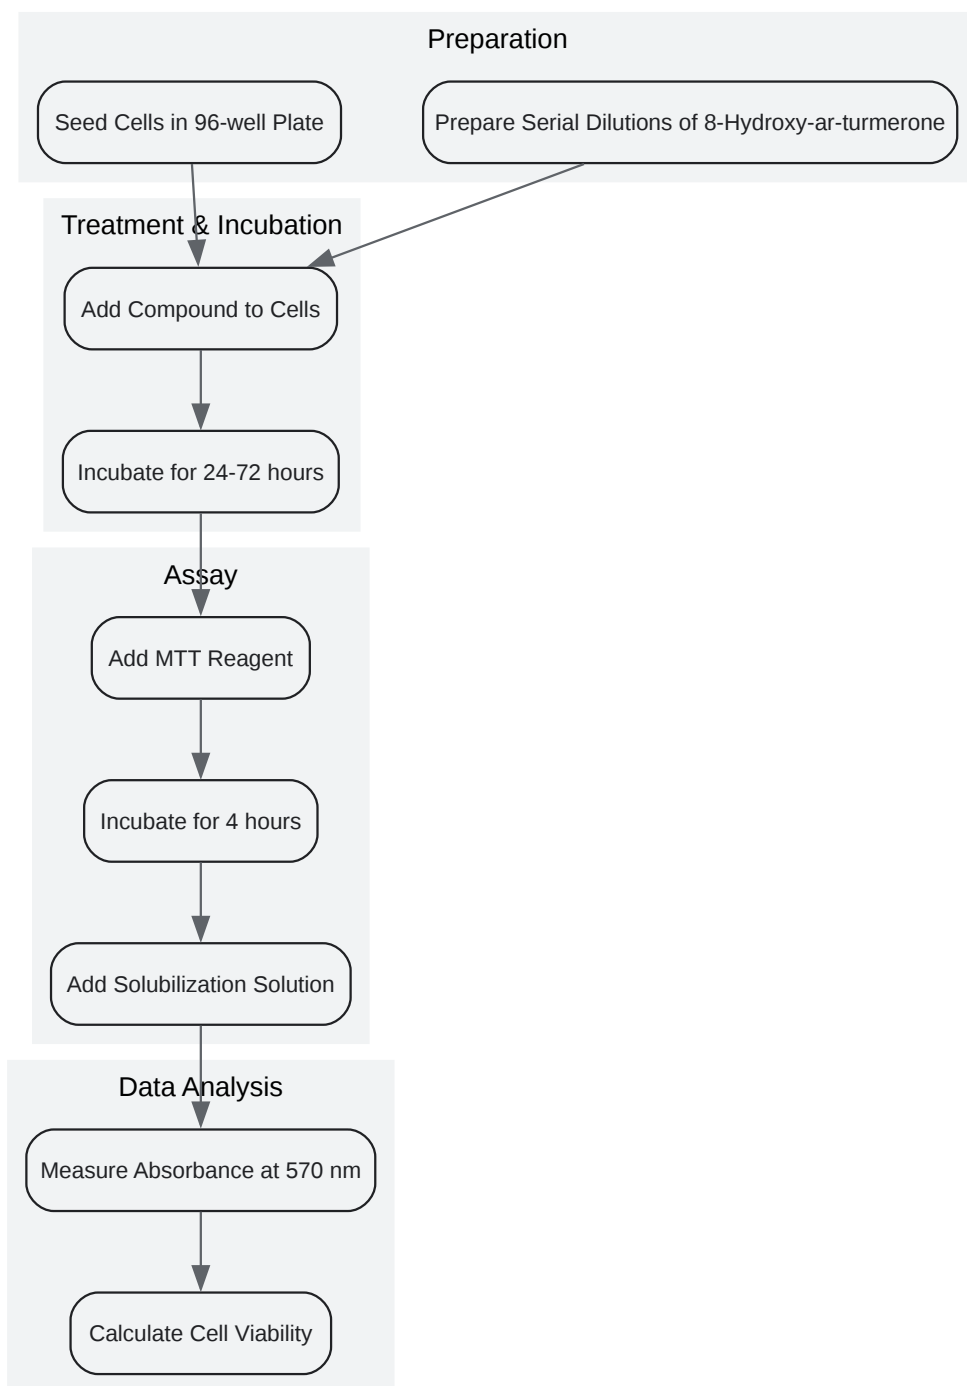 Preparation
Seed Cells in 96-well Plate
Prepare Serial Dilutions of 8-Hydroxy-ar-turmerone
Treatment & Incubation
Add Compound to Cells
Incubate for 24-72 hours
Assay
Add MTT Reagent
Incubate for 4 hours
Add Solubilization Solution
Data Analysis
Measure Absorbance at 570 nm
Calculate Cell Viability